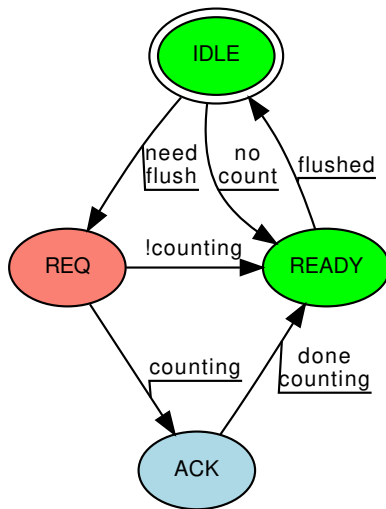 IDLE
need
flush
no
count
flushed
REQ
!counting
READY
counting
done
counting
ACK